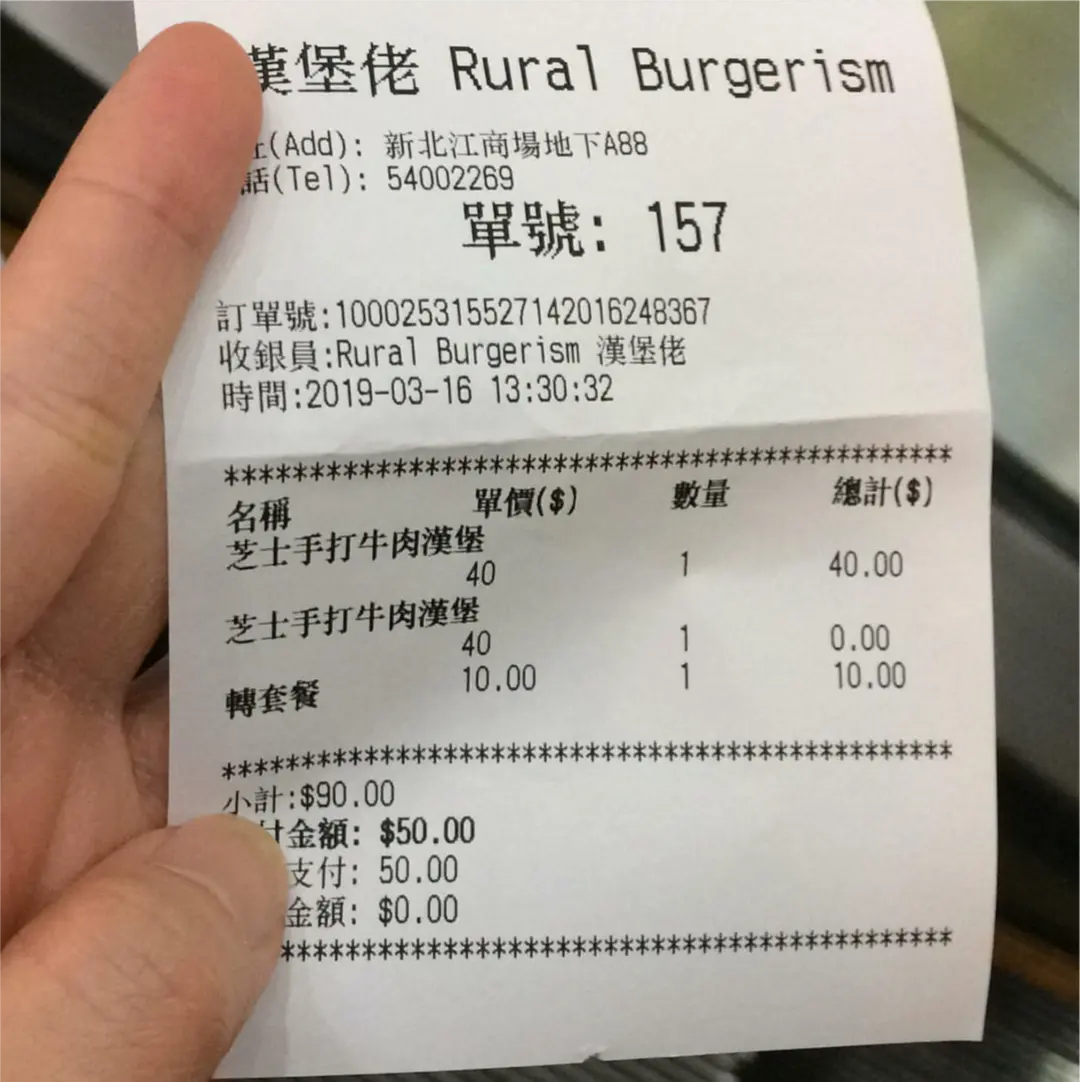 漢堡佬 Rural Burgerism
(Add): 新北江商場地下A88
話(Tel): 54002269
單號: 157
訂單號:100025315527142016248367
收銀員:Rural Burgerism 漢堡佬
時間:2019-03-16 13:30:32
********************************************
名稱 單價($) 數量 總計($)
芝士手打牛肉漢堡
40 1 40.00
芝士手打牛肉漢堡
40 1 0.00
轉套餐 10.00 1 10.00
********************************************
小計:$90.00
付金額: $50.00
支付: 50.00
金額: $0.00
****************************************